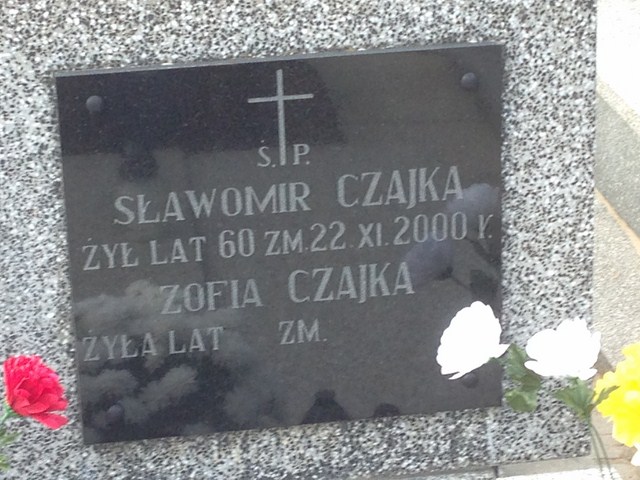 Ś. P.
SŁAWOMIR CZAJKA
ŻYŁ LAT 60 ZM. 22. XI. 2000 r.
ZOFIA CZAJKA
ŻYŁA LAT ZM.